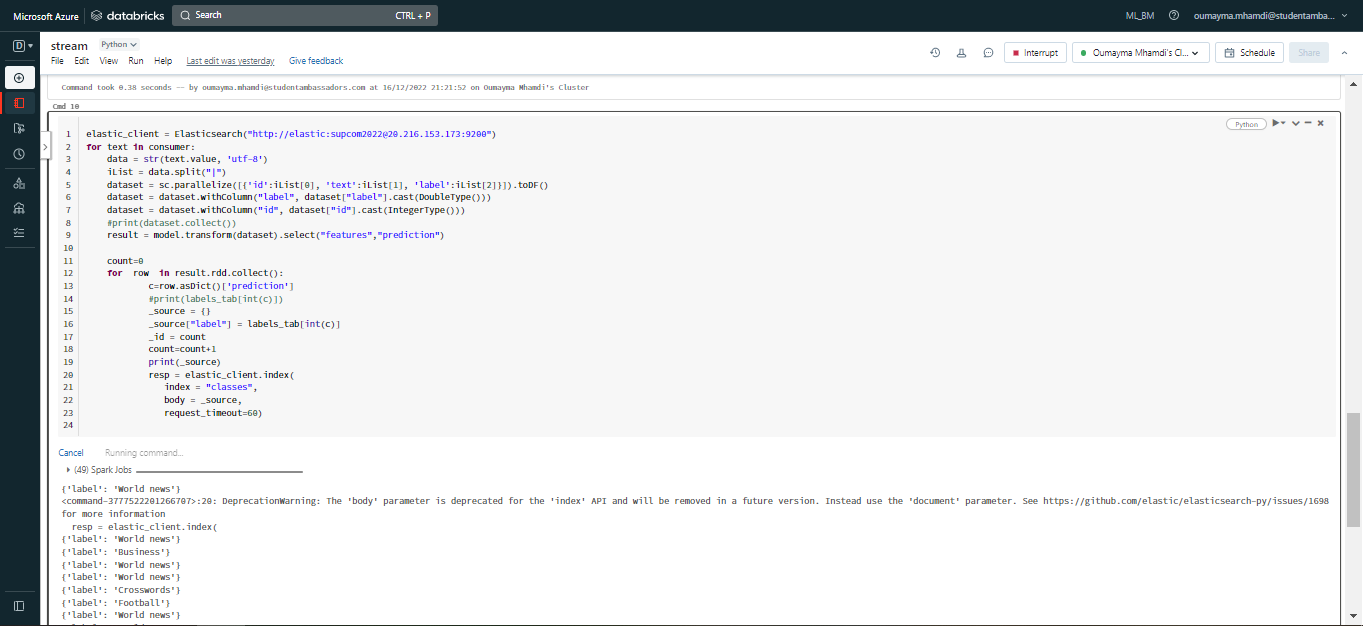 Microsoft Azure databricks Search CTRL + P ML_BM oumayma.mhamdi@studentamba...
D stream Python
File Edit View Run Help Last edit was yesterday Give feedback Interrupt Oumayma Mhamdi's Cl... Schedule Share
Command took 0.38 seconds -- by oumayma.mhamdi@studentambassadors.com at 16/12/2022 21:21:52 on Oumayma Mhamdi's Cluster
Cmd 10
Python
1 elastic_client = Elasticsearch("http://elastic:supcom2022@20.216.153.173:9200")
2 for text in consumer:
3 data = str(text.value, 'utf-8')
4 iList = data.split("|")
5 dataset = sc.parallelize([{'id':iList[0], 'text':iList[1], 'label':iList[2]}]).toDF()
6 dataset = dataset.withColumn("label", dataset["label"].cast(DoubleType()))
7 dataset = dataset.withColumn("id", dataset["id"].cast(IntegerType()))
8 #print(dataset.collect())
9 result = model.transform(dataset).select("features","prediction")
10
11 count=0
12 for row in result.rdd.collect():
13 c=row.asDict()['prediction']
14 #print(labels_tab[int(c)])
15 _source = {}
16 _source["label"] = labels_tab[int(c)]
17 _id = count
18 count=count+1
19 print(_source)
20 resp = elastic_client.index(
21 index = "classes",
22 body = _source,
23 request_timeout=60)
24
Cancel Running command...
(49) Spark Jobs
{'label': 'World news'}
<command-3777522201266707>:20: DeprecationWarning: The 'body' parameter is deprecated for the 'index' API and will be removed in a future version. Instead use the 'document' parameter. See https://github.com/elastic/elasticsearch-py/issues/1698
for more information
resp = elastic_client.index(
{'label': 'World news'}
{'label': 'Business'}
{'label': 'World news'}
{'label': 'World news'}
{'label': 'Crosswords'}
{'label': 'Football'}
{'label': 'World news'}